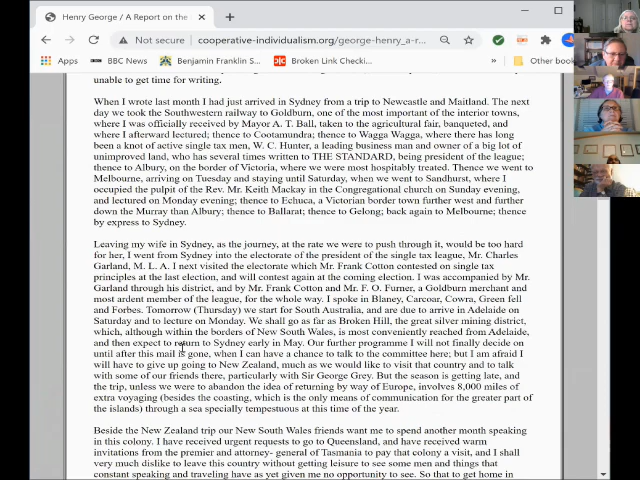 Henry George / A Report on the
Not secure
cooperative-individualism.org/george-henry_a-r...
Apps
BBC News
Benjamin Franklin S...
Broken Link Checki...
Other book
unable to get time for writing.
When I wrote last month I had just arrived in Sydney from a trip to Newcastle and Maitland. The next
day we took the Southwestern railway to Goldburn, one of the most important of the interior towns,
where I was officially received by Mayor A. T. Ball, taken to the agricultural fair, banqueted, and
where I afterward lectured; thence to Cootamundra; thence to Wagga Wagga, where there has long
been a knot of active single tax men, W. C. Hunter, a leading business man and owner of a big lot of
unimproved land, who has several times written to THE STANDARD, being president of the league;
thence to Albury, on the border of Victoria, where we were most hospitably treated. Thence we went to
Melbourne, arriving on Tuesday and staying until Saturday, when we went to Sandhurst, where I
occupied the pulpit of the Rev. Mr. Keith Mackay in the Congregational church on Sunday evening,
and lectured on Monday evening; thence to Echuca, a Victorian border town further west and further
down the Murray than Albury; thence to Ballarat; thence to Gelong; back again to Melbourne; thence
by express to Sydney.
Leaving my wife in Sydney, as the journey, at the rate we were to push through it, would be too hard
for her, I went from Sydney into the electorate of the president of the single tax league, Mr. Charles
Garland, M. L. A. I next visited the electorate which Mr. Frank Cotton contested on single tax
principles at the last election, and will contest again at the coming election. I was accompanied by Mr.
Garland through his district, and by Mr. Frank Cotton and Mr. F. O. Furner, a Goldburn merchant and
most ardent member of the league, for the whole way. I spoke in Blaney, Carcoar, Cowra, Green fell
and Forbes. Tomorrow (Thursday) we start for South Australia, and are due to arrive in Adelaide on
Saturday and to lecture on Monday. We shall go as far as Broken Hill, the great silver mining district,
which, although within the borders of New South Wales, is most conveniently reached from Adelaide,
and then expect to return to Sydney early in May. Our further programme I will not finally decide on
until after this mail is gone, when I can have a chance to talk to the committee here; but I am afraid I
will have to give up going to New Zealand, much as we would like to visit that country and to talk
with some of our friends there, particularly with Sir George Grey. But the season is getting late, and
the trip, unless we were to abandon the idea of returning by way of Europe, involves 8,000 miles of
extra voyaging (besides the coasting, which is the only means of communication for the greater part of
the islands) through a sea specially tempestuous at this time of the year.
Beside the New Zealand trip our New South Wales friends want me to spend another month speaking
in this colony. I have received urgent requests to go to Queensland, and have received warm
invitations from the premier and attorney- general of Tasmania to pay that colony a visit, and I shall
very much dislike to leave this country without getting leisure to see some men and things that
constant speaking and traveling have as yet given me no opportunity to see. So that to get home in